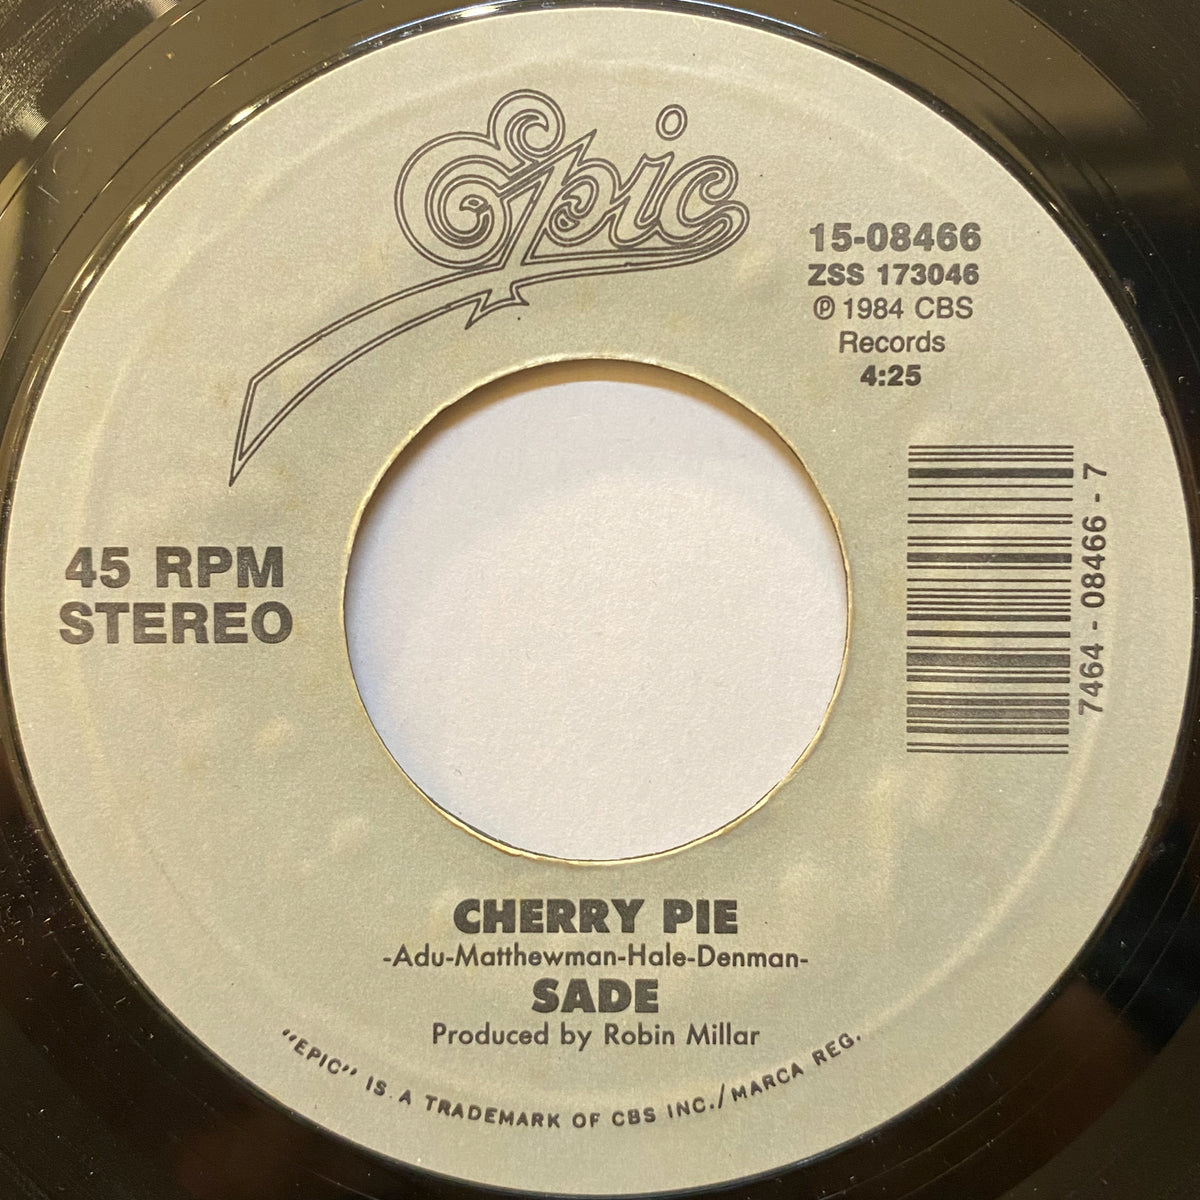 Epic
15-08466
ZSS 173046
℗ 1984 CBS
Records
4:25
7464 - 08466 - 7
45 RPM
STEREO
CHERRY PIE
-Adu-Matthewman-Hale-Denman-
SADE
Produced by Robin Millar
"EPIC" IS A TRADEMARK OF CBS INC./MARCA REG.